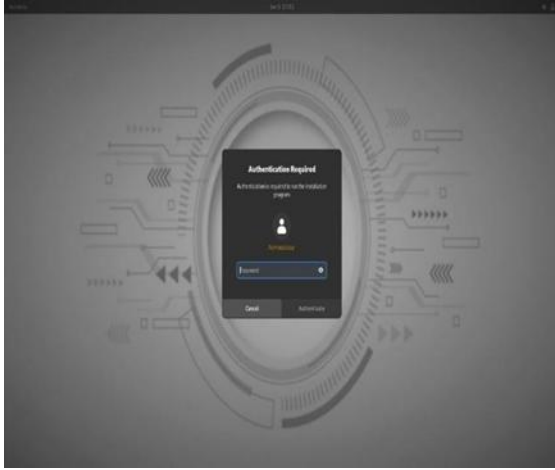 Authentication Required
Authentication is required to run the installation
program
Password
Cancel
Authenticate